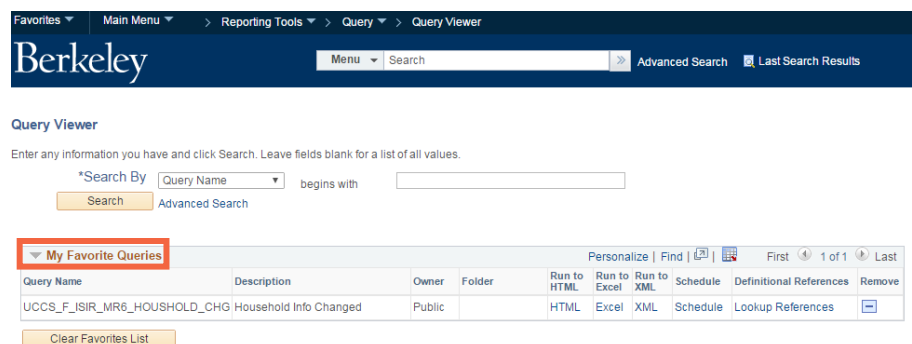 Favorites Main Menu > Reporting Tools > Query > Query Viewer
Berkeley
Menu Search » Advanced Search Last Search Results
Query Viewer
Enter any information you have and click Search. Leave fields blank for a list of all values.
*Search By Query Name begins with
Search Advanced Search
My Favorite Queries Personalize | Find | | First 1 of 1 Last
Query Name Description Owner Folder Run to HTML Run to Excel Run to XML Schedule Definitional References Remove
UCCS_F_ISIR_MR6_HOUSHOLD_CHG Household Info Changed Public HTML Excel XML Schedule Lookup References
Clear Favorites List